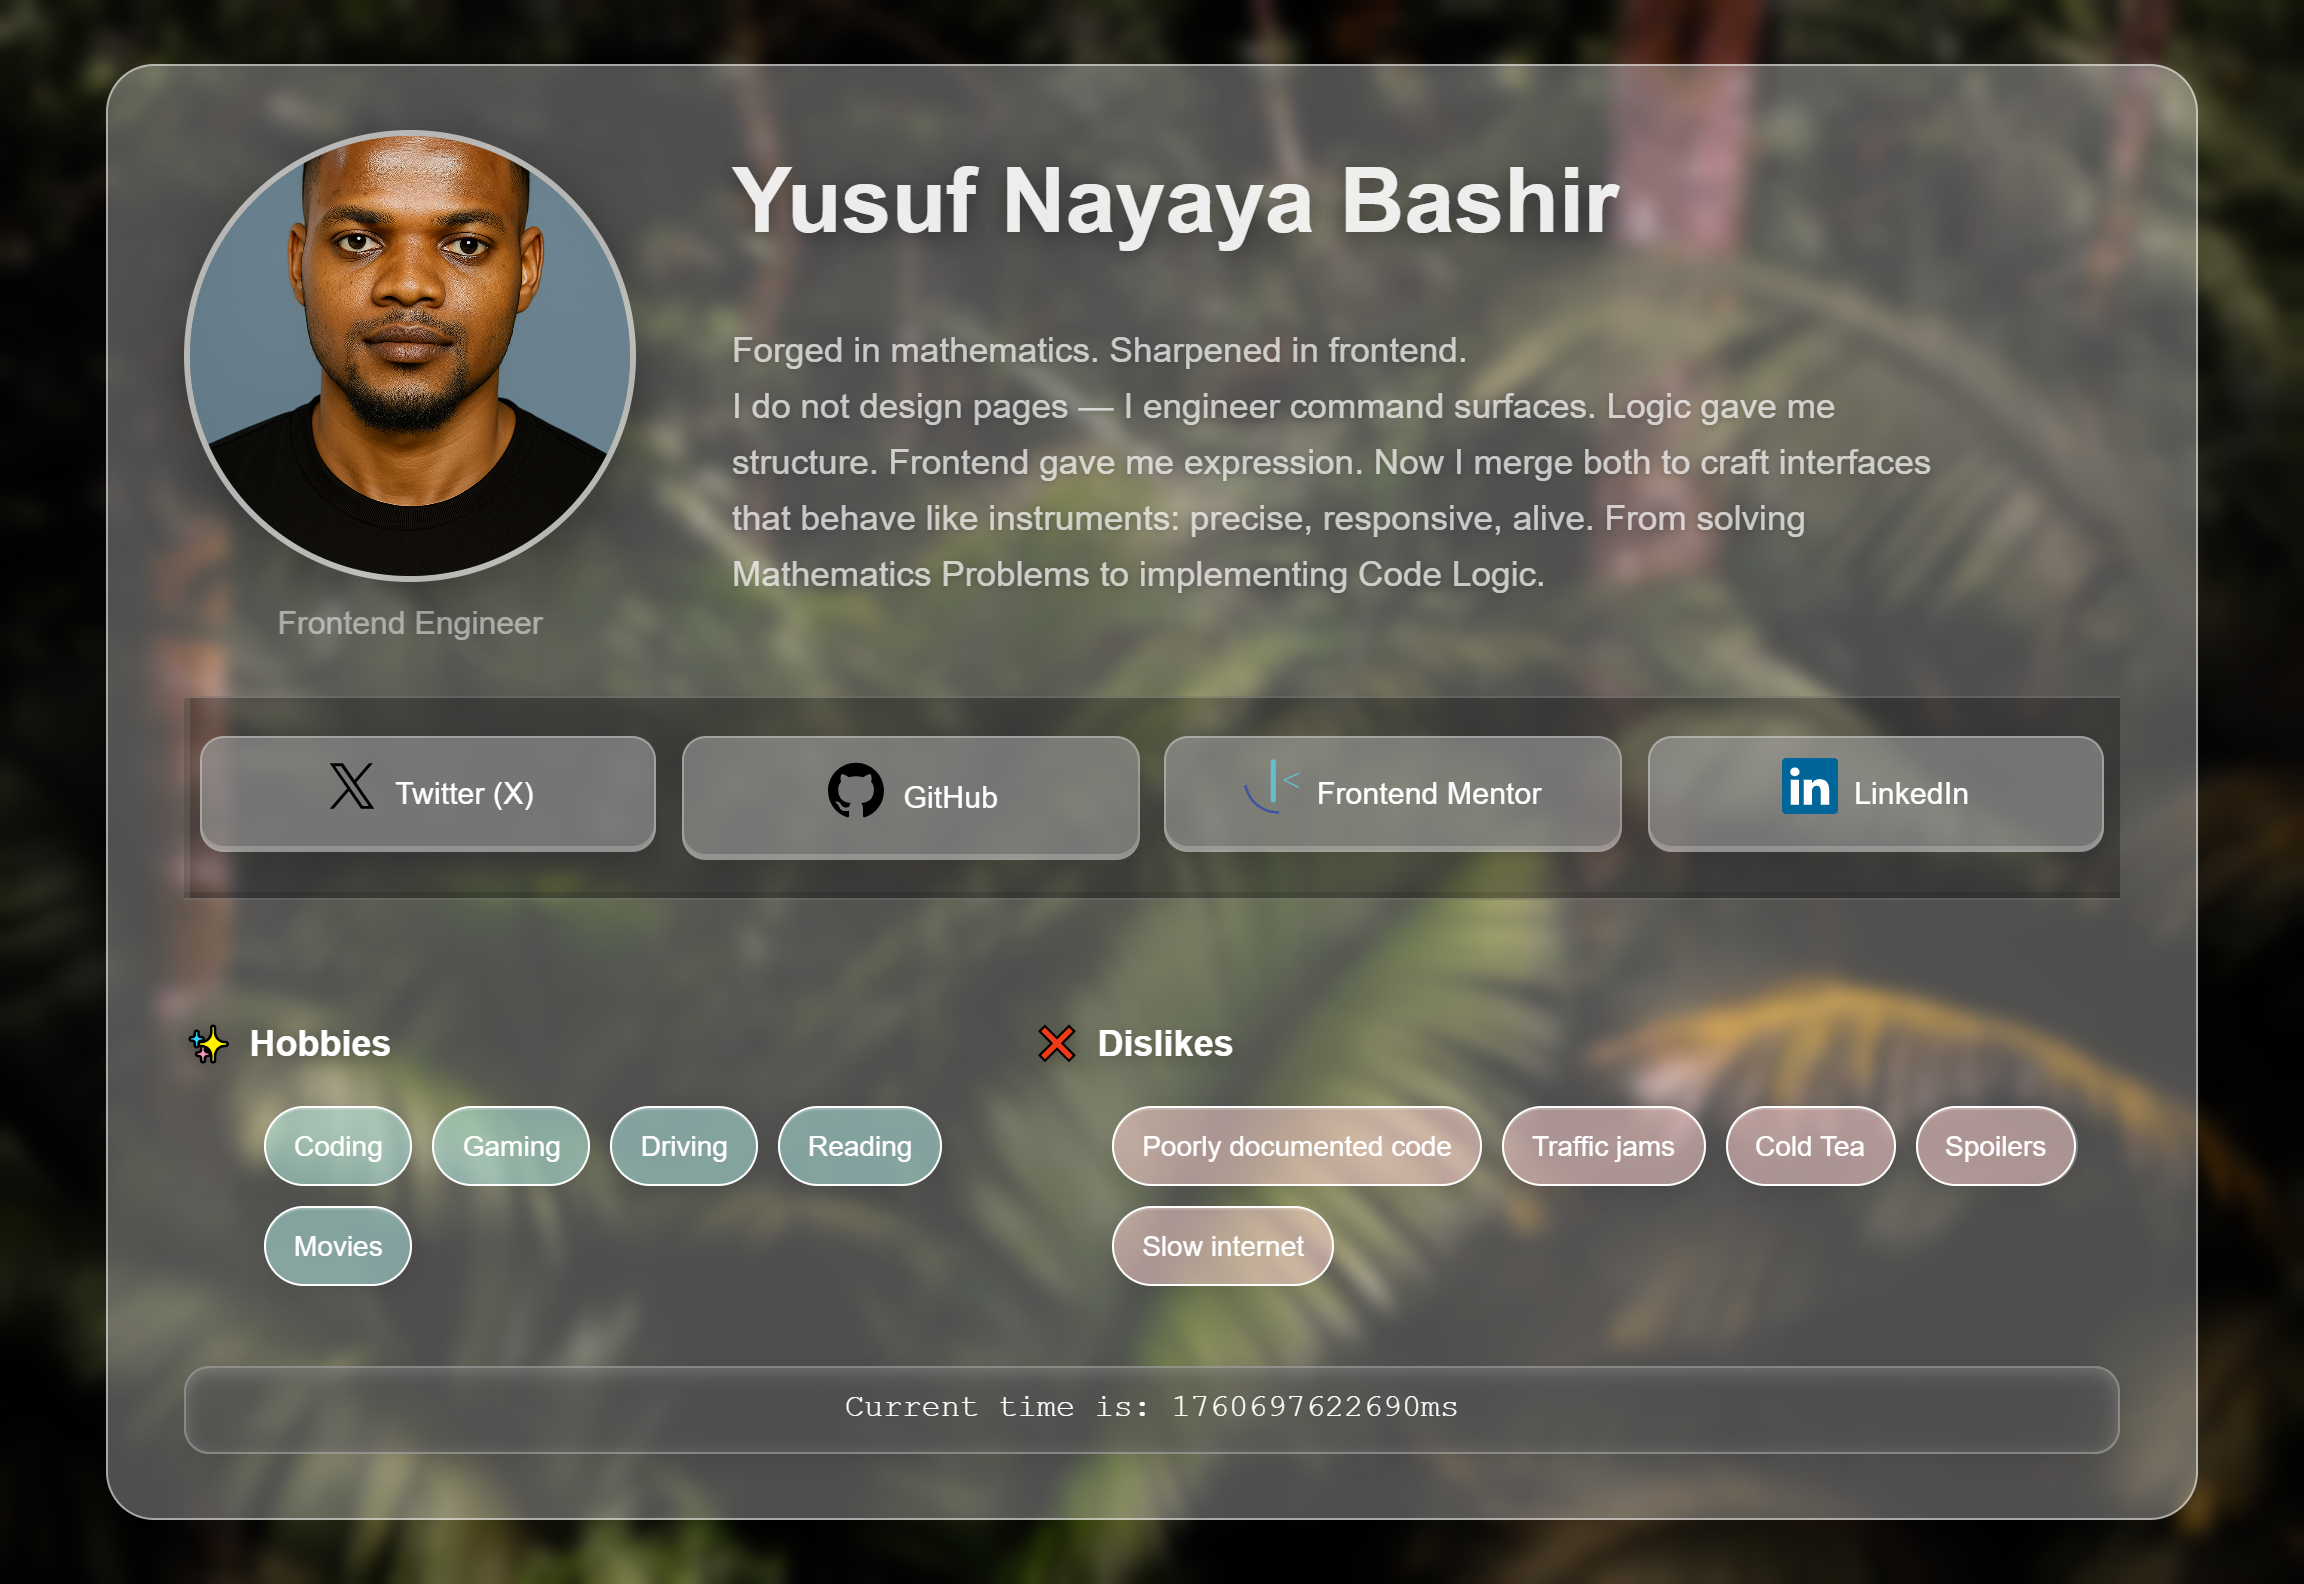 Yusuf Nayaya Bashir
Forged in mathematics. Sharpened in frontend.
I do not design pages — I engineer command surfaces. Logic gave me
structure. Frontend gave me expression. Now I merge both to craft interfaces
that behave like instruments: precise, responsive, alive. From solving
Mathematics Problems to implementing Code Logic.
Frontend Engineer
Twitter (X)
GitHub
Frontend Mentor
in LinkedIn
Hobbies
Coding
Gaming
Driving
Reading
Movies
Dislikes
Poorly documented code
Traffic jams
Cold Tea
Spoilers
Slow internet
Current time is: 1760697622690ms